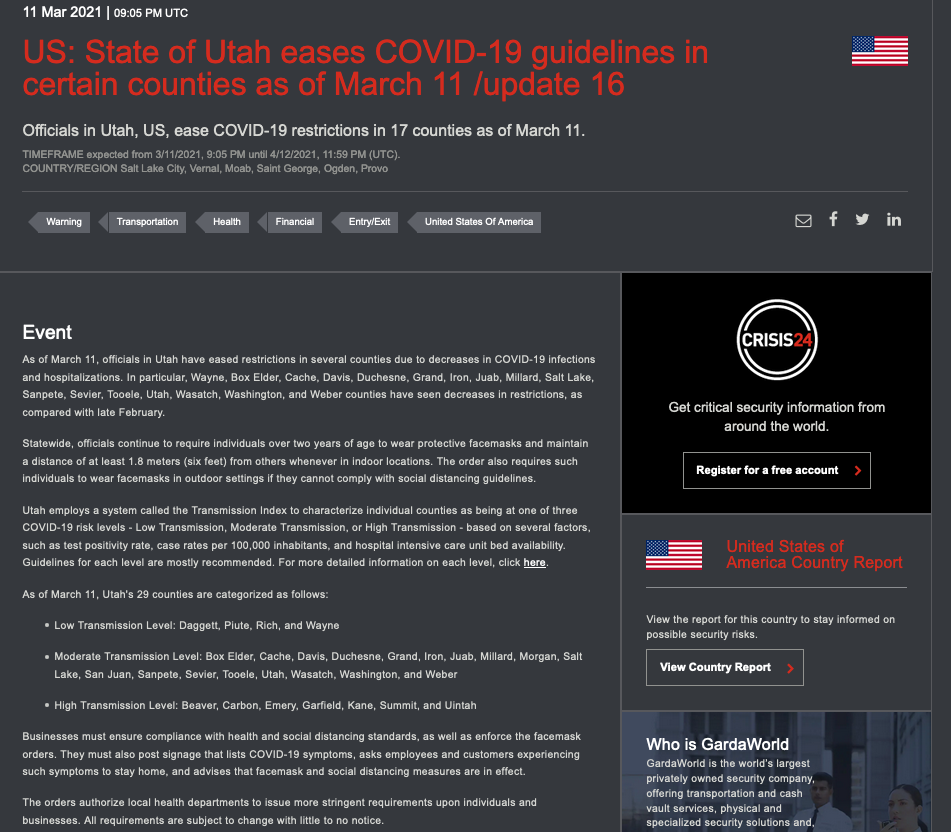 11 Mar 2021 | 09:05 PM UTC
US: State of Utah eases COVID-19 guidelines in
certain counties as of March 11 /update 16
Officials in Utah, US, ease COVID-19 restrictions in 17 counties as of March 11.
TIMEFRAME expected from 3/11/2021, 9:05 PM until 4/12/2021, 11:59 PM (UTC).
COUNTRY/REGION Salt Lake City, Vernal, Moab, Saint George, Ogden, Provo
Warning Transportation Health Financial Entry/Exit United States Of America
Event
As of March 11, officials in Utah have eased restrictions in several counties due to decreases in COVID-19 infections
and hospitalizations. In particular, Wayne, Box Elder, Cache, Davis, Duchesne, Grand, Iron, Juab, Millard, Salt Lake,
Sanpete, Sevier, Tooele, Utah, Wasatch, Washington, and Weber counties have seen decreases in restrictions, as
compared with late February.
Statewide, officials continue to require individuals over two years of age to wear protective facemasks and maintain
a distance of at least 1.8 meters (six feet) from others whenever in indoor locations. The order also requires such
individuals to wear facemasks in outdoor settings if they cannot comply with social distancing guidelines.
Utah employs a system called the Transmission Index to characterize individual counties as being at one of three
COVID-19 risk levels - Low Transmission, Moderate Transmission, or High Transmission - based on several factors,
such as test positivity rate, case rates per 100,000 inhabitants, and hospital intensive care unit bed availability.
Guidelines for each level are mostly recommended. For more detailed information on each level, click here.
As of March 11, Utah's 29 counties are categorized as follows:
• Low Transmission Level: Daggett, Piute, Rich, and Wayne
• Moderate Transmission Level: Box Elder, Cache, Davis, Duchesne, Grand, Iron, Juab, Millard, Morgan, Salt
Lake, San Juan, Sanpete, Sevier, Tooele, Utah, Wasatch, Washington, and Weber
• High Transmission Level: Beaver, Carbon, Emery, Garfield, Kane, Summit, and Uintah
Businesses must ensure compliance with health and social distancing standards, as well as enforce the facemask
orders. They must also post signage that lists COVID-19 symptoms, asks employees and customers experiencing
such symptoms to stay home, and advises that facemask and social distancing measures are in effect.
The orders authorize local health departments to issue more stringent requirements upon individuals and
businesses. All requirements are subject to change with little to no notice.
CRISIS24
Get critical security information from
around the world.
Register for a free account
United States of
America Country Report
View the report for this country to stay informed on
possible security risks.
View Country Report
Who is GardaWorld
GardaWorld is the world's largest
privately owned security company,
offering transportation and cash
vault services, physical and
specialized security solutions and,